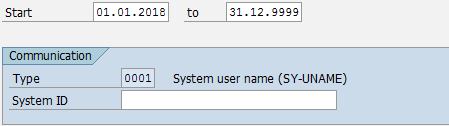 Start 01.01.2018 to 31.12.9999
Communication
Type 0001 System user name (SY-UNAME)
System ID